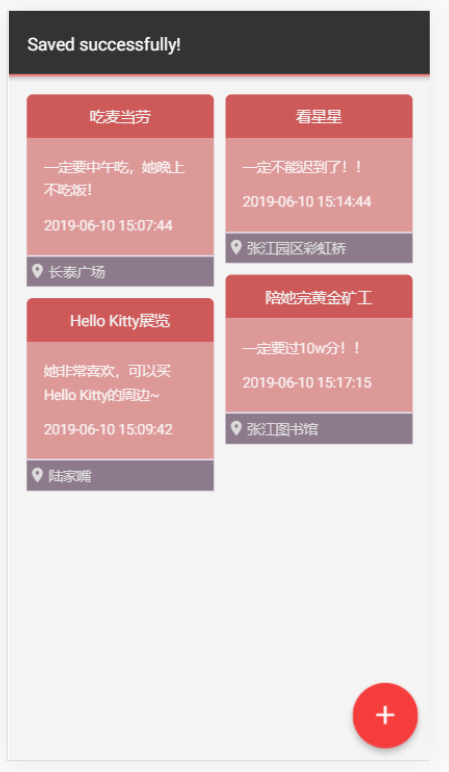 Saved successfully!
吃麦当劳
一定要中午吃，她晚上
不吃饭！
2019-06-10 15:07:44
长泰广场
Hello Kitty展览
她非常喜欢，可以买
Hello Kitty的周边~
2019-06-10 15:09:42
陆家嘴
看星星
一定不能迟到了！！
2019-06-10 15:14:44
张江园区彩虹桥
陪她完黄金矿工
一定要过10w分！！
2019-06-10 15:17:15
张江图书馆